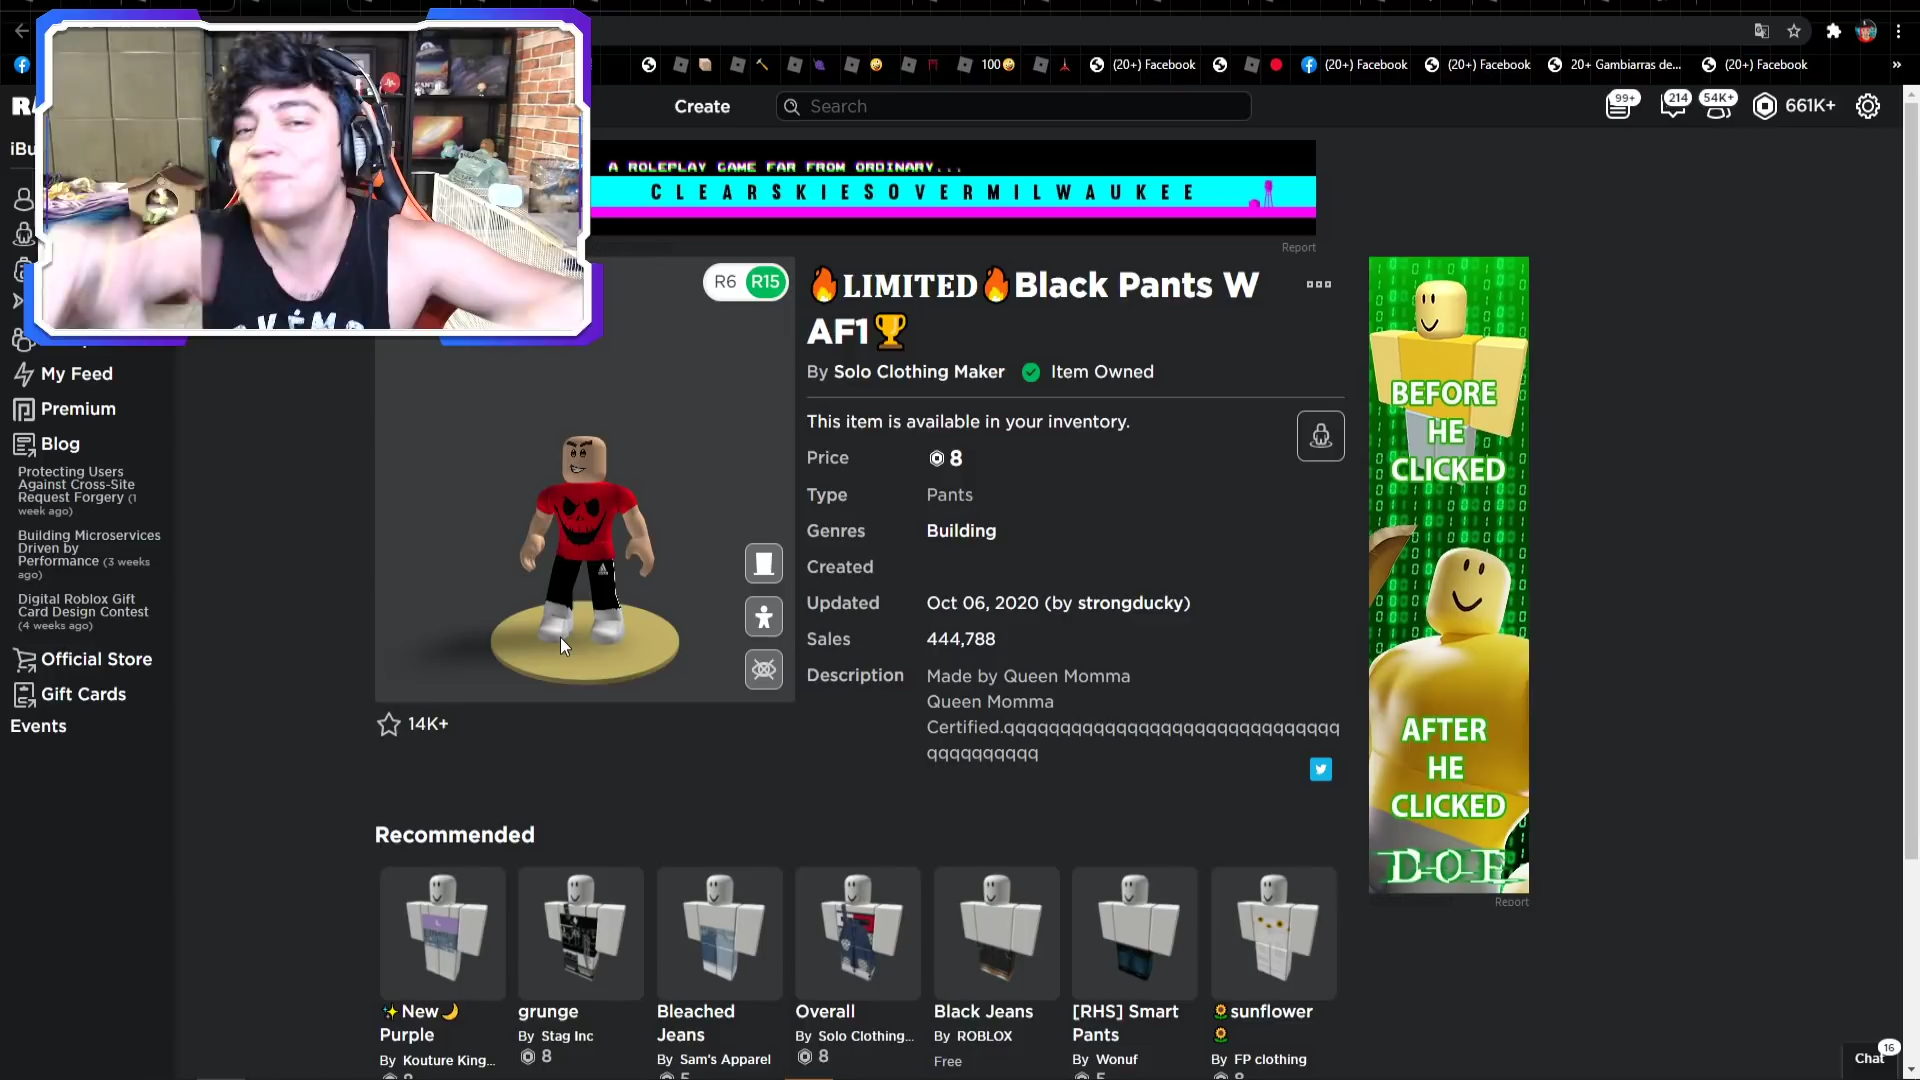 (20+) Facebook
(20+) Facebook
(20+) Facebook
20+ Gambiarras de...
(20+) Facebook
100
»
Create
Search
99+
214
54K+
661K+
A ROLEPLAY GAME FAR FROM ORDINARY...
CLEARSKIESOVERMILWAUKEE
Report
R6 R15
🔥LIMITED🔥Black Pants W
AF1🏆
By Solo Clothing Maker
Item Owned
This item is available in your inventory.
Price 8
Type Pants
Genres Building
Created
Updated Oct 06, 2020 (by strongducky)
Sales 444,788
Description Made by Queen Momma
Queen Momma
Certified.qqqqqqqqqqqqqqqqqqqqqqqqqqqqqq
qqqqqqqqqq
14K+
My Feed
Premium
Blog
Protecting Users
Against Cross-Site
Request Forgery (1
week ago)
Building Microservices
Driven by
Performance (3 weeks
ago)
Digital Roblox Gift
Card Design Contest
(4 weeks ago)
Official Store
Gift Cards
Events
BEFORE
HE
CLICKED
AFTER
HE
CLICKED
D-O-E
Report
Recommended
✨New🌙
Purple
By Kouture King...
grunge
By Stag Inc
8
Bleached
Jeans
By Sam's Apparel
5
Overall
By Solo Clothing...
8
Black Jeans
By ROBLOX
Free
[RHS] Smart
Pants
By Wonuf
5
🌻sunflower
🌻
By FP clothing
8
Chat
16